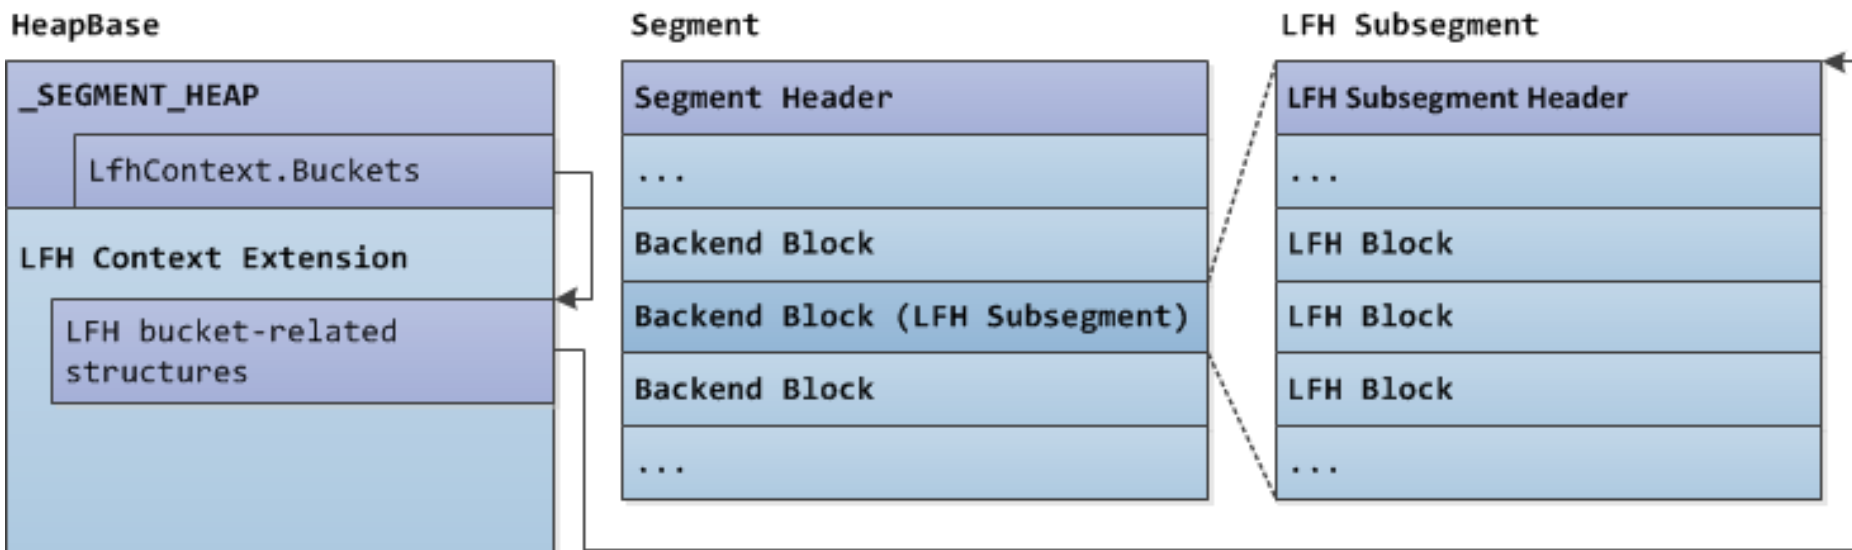 HeapBase
_SEGMENT_HEAP
LfhContext.Buckets
LFH Context Extension
LFH bucket-related
structures
Segment
Segment Header
...
Backend Block
Backend Block (LFH Subsegment)
Backend Block
...
LFH Subsegment
LFH Subsegment Header
...
LFH Block
LFH Block
LFH Block
...